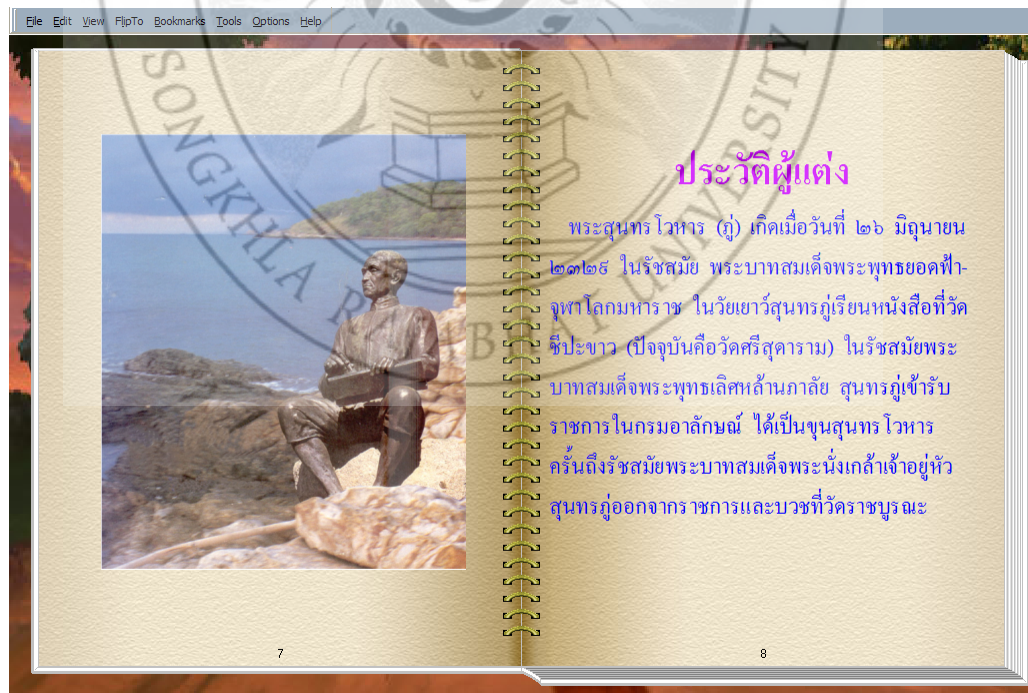 File Edit View FlipTo Bookmarks Tools Options Help
SONGKHLA RAJABHAT UNIVERSITY
ประวัติผู้แต่ง
พระสุนทรโวหาร (ภู่) เกิดเมื่อวันที่ ๒๖ มิถุนายน
๒๓๒๙ ในรัชสมัย พระบาทสมเด็จพระพุทธยอดฟ้า-
จุฬาโลกมหาราช ในวัยเยาว์สุนทรภู่เรียนหนังสือที่วัด
ชีปะขาว (ปัจจุบันคือวัดศรีสุดาราม) ในรัชสมัยพระ
บาทสมเด็จพระพุทธเลิศหล้านภาลัย สุนทรภู่เข้ารับ
ราชการในกรมอาลักษณ์ ได้เป็นขุนสุนทรโวหาร
ครั้นถึงรัชสมัยพระบาทสมเด็จพระนั่งเกล้าเจ้าอยู่หัว
สุนทรภู่ออกจากราชการและบวชที่วัดราชบูรณะ
7
8